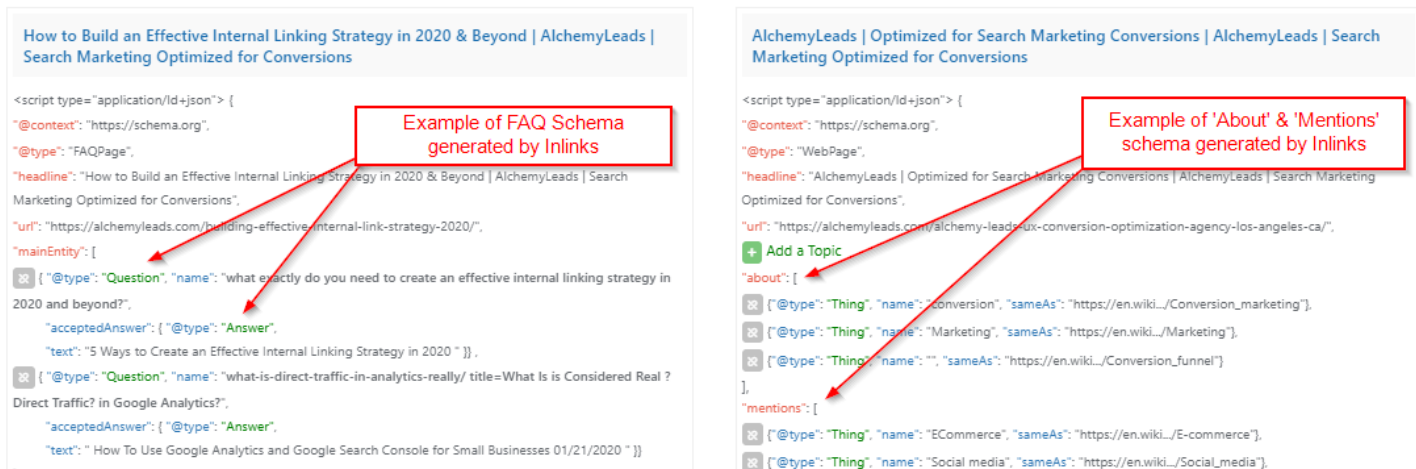 How to Build an Effective Internal Linking Strategy in 2020 & Beyond | AlchemyLeads |
Search Marketing Optimized for Conversions
<script type="application/ld+json"> {
"@context": "https://schema.org",
"@type": "FAQPage",
"headline": "How to Build an Effective Internal Linking Strategy in 2020 & Beyond | AlchemyLeads | Search
Marketing Optimized for Conversions",
"url": "https://alchemyleads.com/building-effective-internal-link-strategy-2020/",
"mainEntity": [
{ "@type": "Question", "name": "what exactly do you need to create an effective internal linking strategy in
2020 and beyond?",
"acceptedAnswer": { "@type": "Answer",
"text": "5 Ways to Create an Effective Internal Linking Strategy in 2020 " }} ,
{ "@type": "Question", "name": "what-is-direct-traffic-in-analytics-really/ title=What Is is Considered Real ?
Direct Traffic? in Google Analytics?",
"acceptedAnswer": { "@type": "Answer",
"text": " How To Use Google Analytics and Google Search Console for Small Businesses 01/21/2020 " }}
Example of FAQ Schema
generated by Inlinks
AlchemyLeads | Optimized for Search Marketing Conversions | AlchemyLeads | Search
Marketing Optimized for Conversions
<script type="application/ld+json"> {
"@context": "https://schema.org",
"@type": "WebPage",
"headline": "AlchemyLeads | Optimized for Search Marketing Conversions | AlchemyLeads | Search Marketing
Optimized for Conversions",
"url": "https://alchemyleads.com/alchemy-leads-ux-conversion-optimization-agency-los-angeles-ca/",
+ Add a Topic
"about": [
{"@type": "Thing", "name": "conversion", "sameAs": "https://en.wiki.../Conversion_marketing"},
{"@type": "Thing", "name": "Marketing", "sameAs": "https://en.wiki.../Marketing"},
{"@type": "Thing", "name": "", "sameAs": "https://en.wiki.../Conversion_funnel"}
],
"mentions": [
{"@type": "Thing", "name": "ECommerce", "sameAs": "https://en.wiki.../E-commerce"},
{"@type": "Thing", "name": "Social media", "sameAs": "https://en.wiki.../Social_media"},
Example of 'About' & 'Mentions'
schema generated by Inlinks